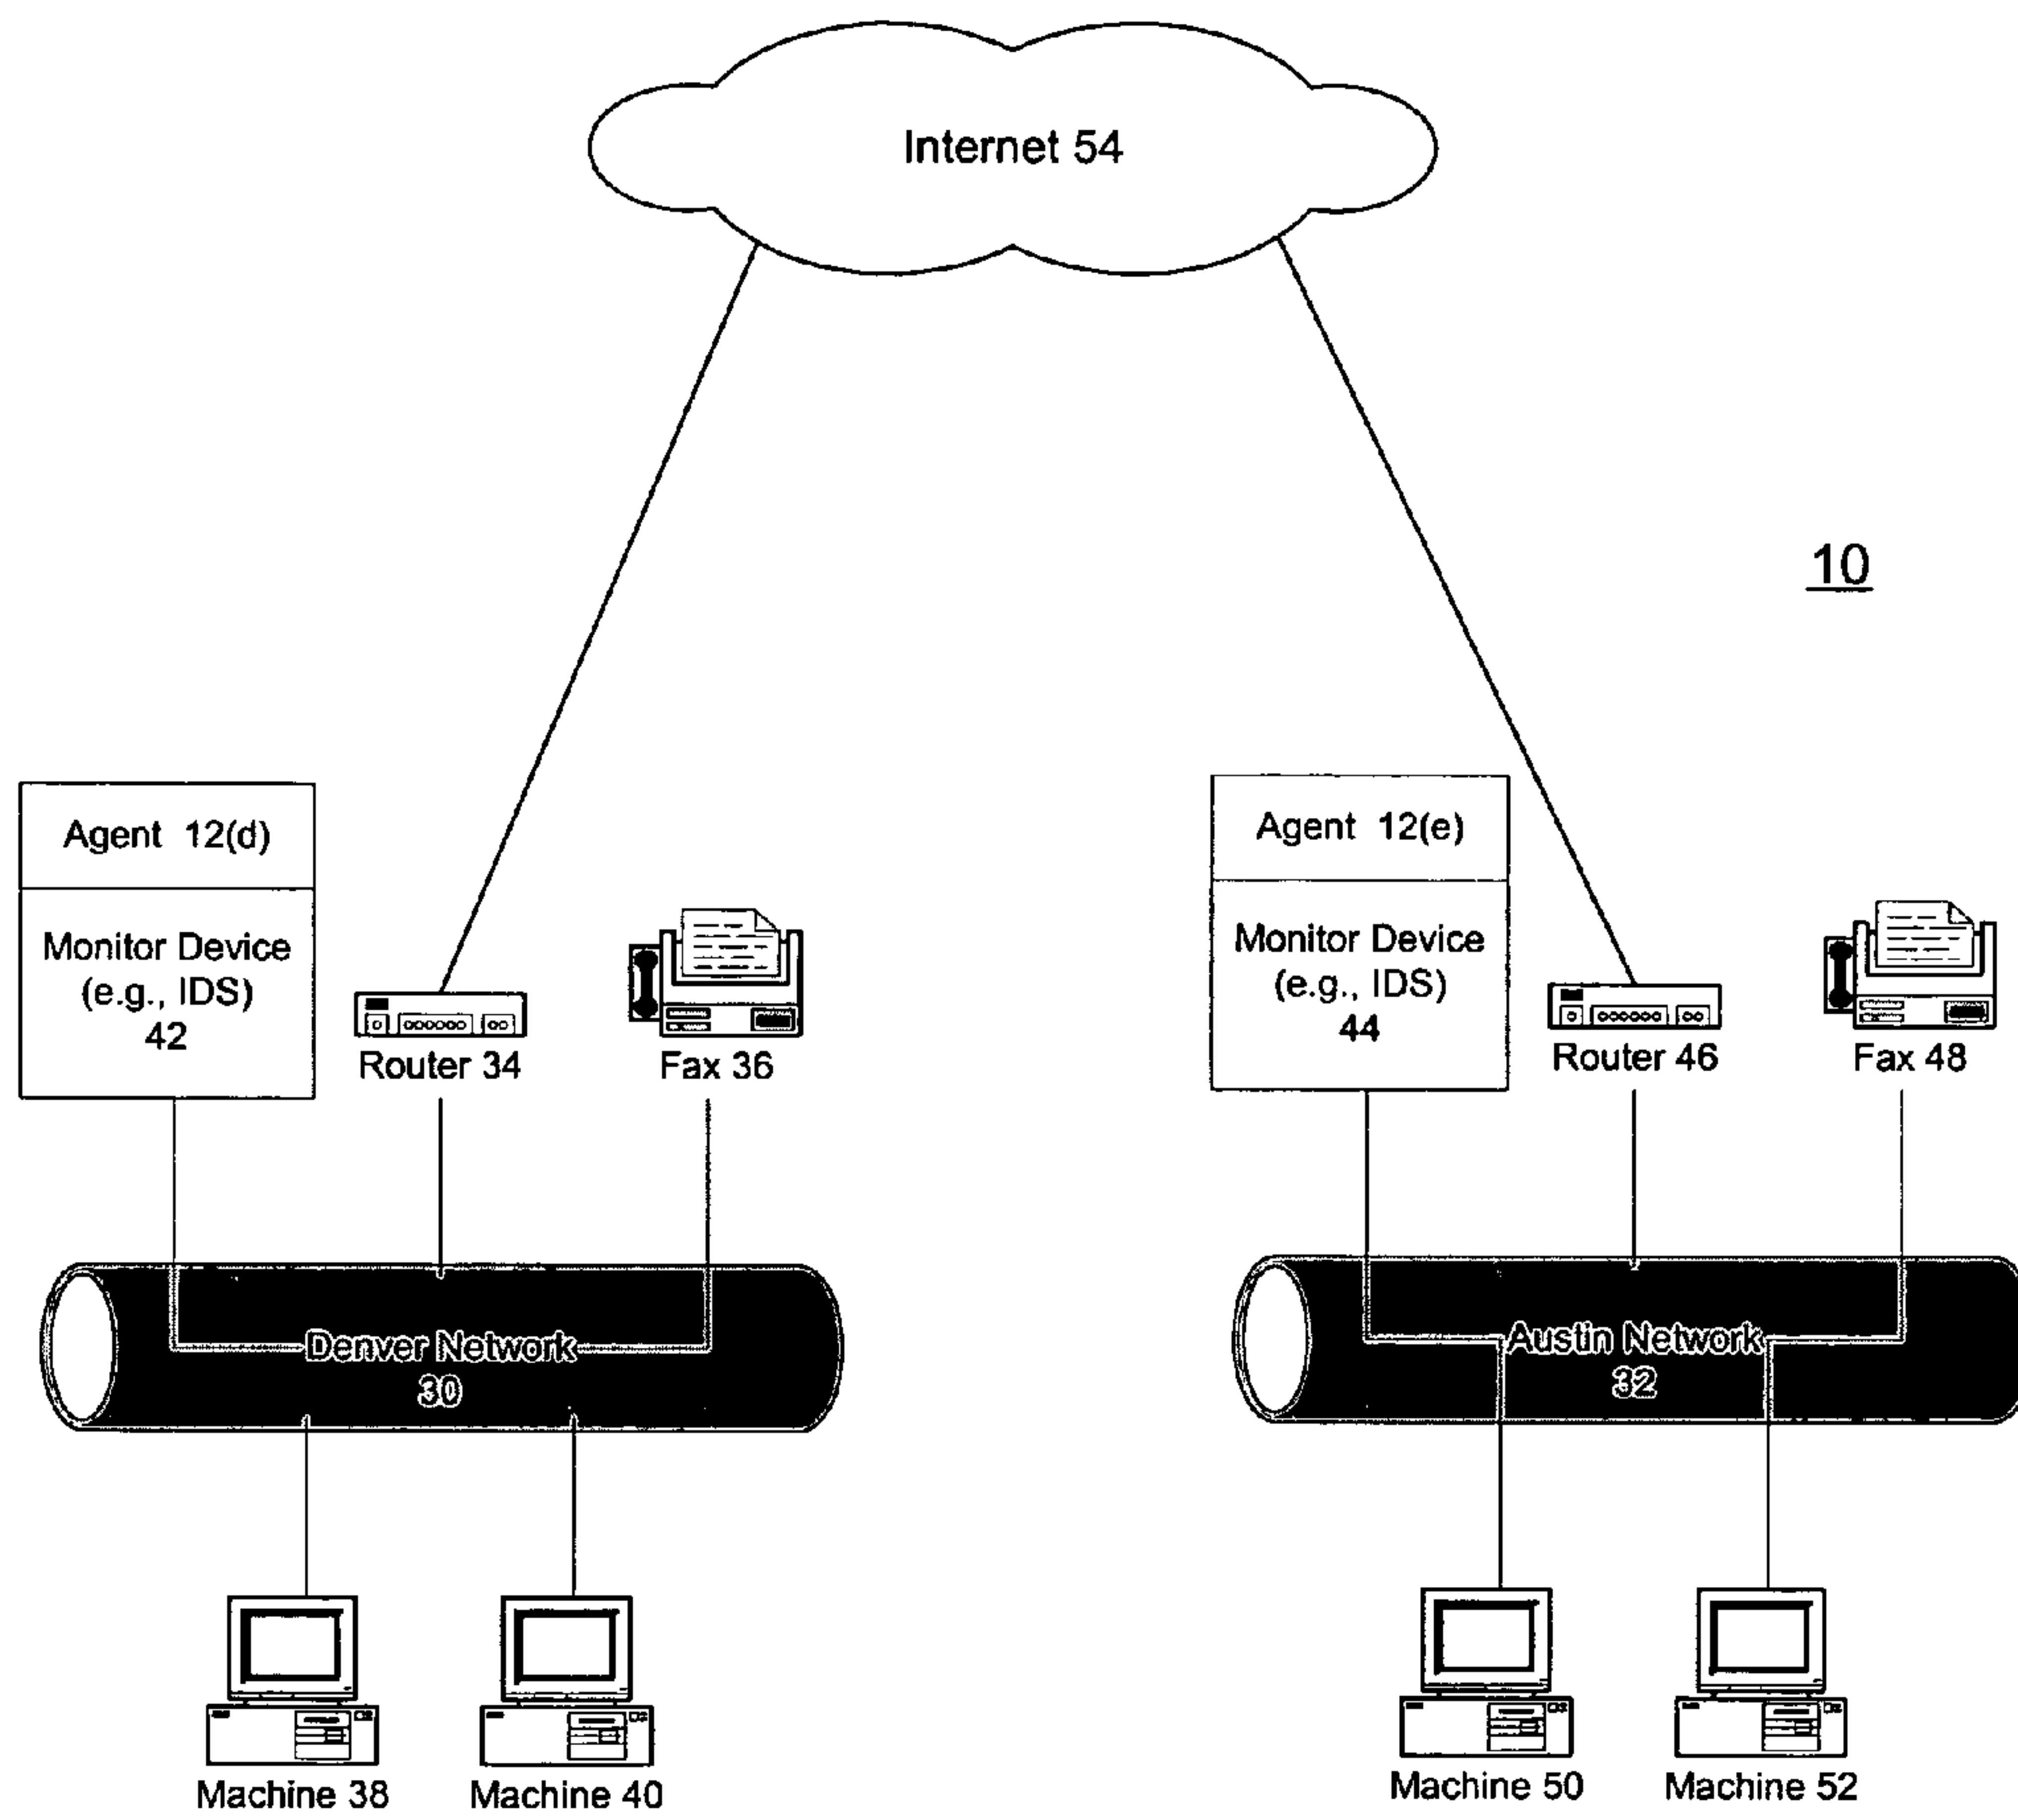 Internet 54
10
Agent 12(d)
Monitor Device
(e.g., IDS)
42
Router 34
Fax 36
Agent 12(e)
Monitor Device
(e.g., IDS)
44
Router 46
Fax 48
Denver Network
30
Austin Network
32
Machine 38
Machine 40
Machine 50
Machine 52